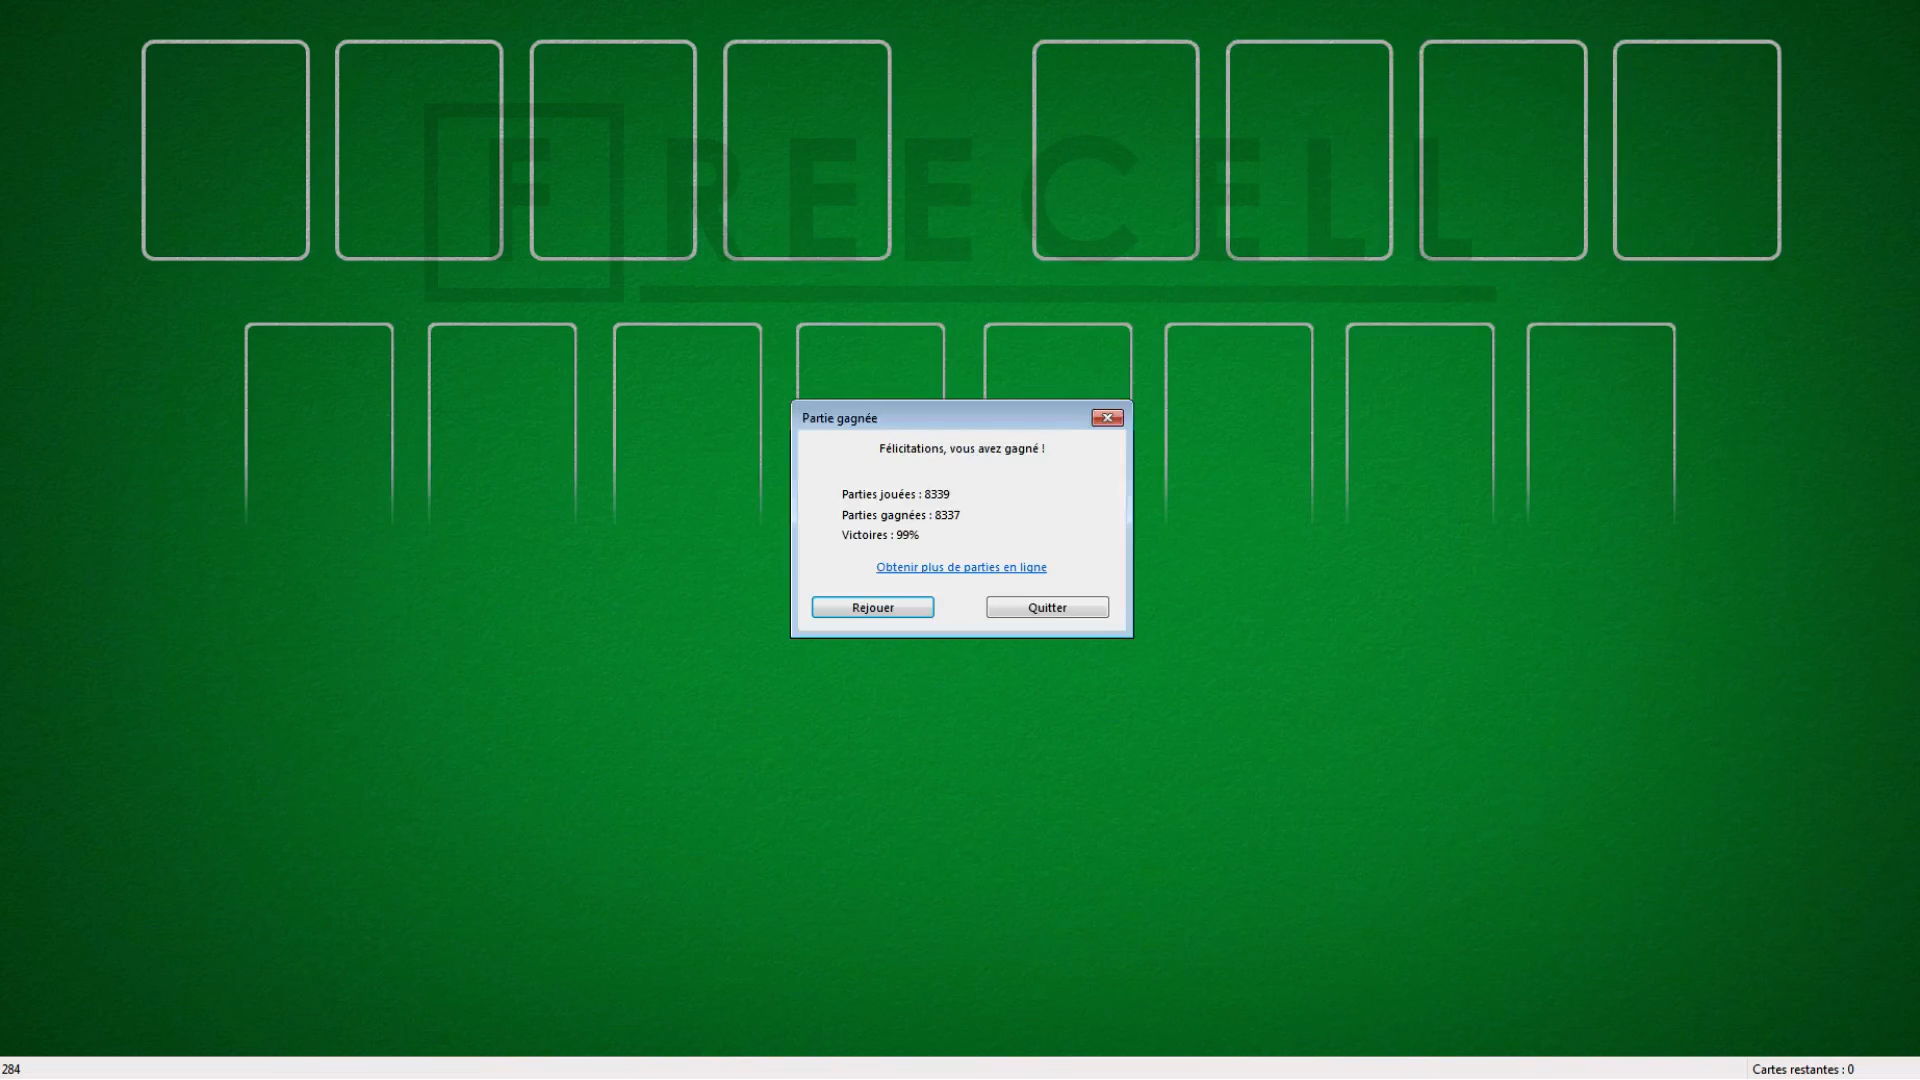 FREECELL
Partie gagnée
Félicitations, vous avez gagné !
Parties jouées : 8339
Parties gagnées : 8337
Victoires : 99%
Obtenir plus de parties en ligne
Rejouer
Quitter
284
Cartes restantes : 0